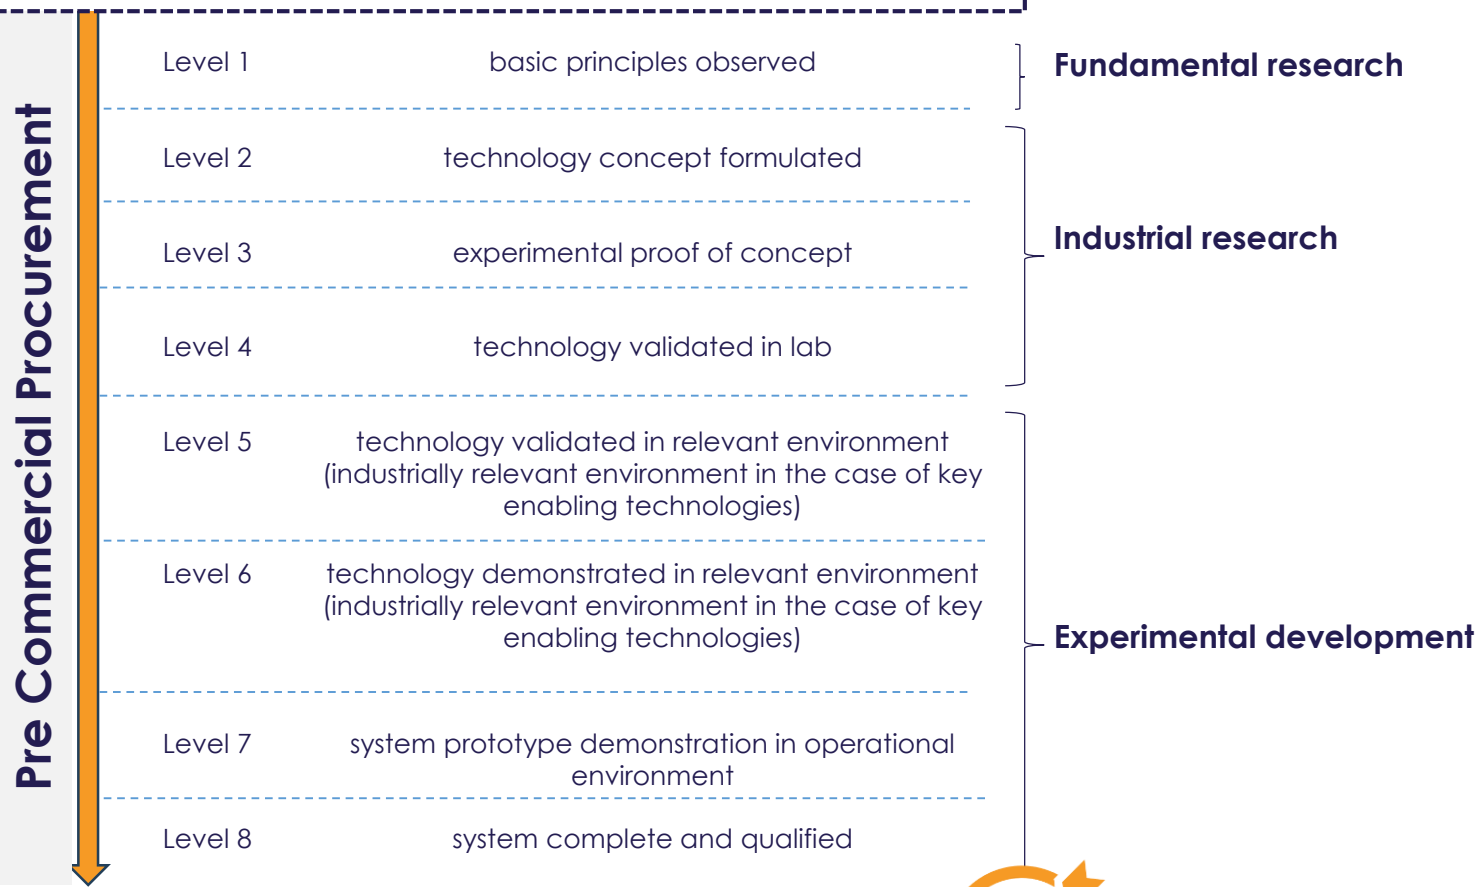 Pre Commercial Procurement
Level 1 basic principles observed
Fundamental research
Level 2 technology concept formulated
Level 3 experimental proof of concept
Industrial research
Level 4 technology validated in lab
Level 5 technology validated in relevant environment
(industrially relevant environment in the case of key
enabling technologies)
Level 6 technology demonstrated in relevant environment
(industrially relevant environment in the case of key
enabling technologies)
Experimental development
Level 7 system prototype demonstration in operational
environment
Level 8 system complete and qualified